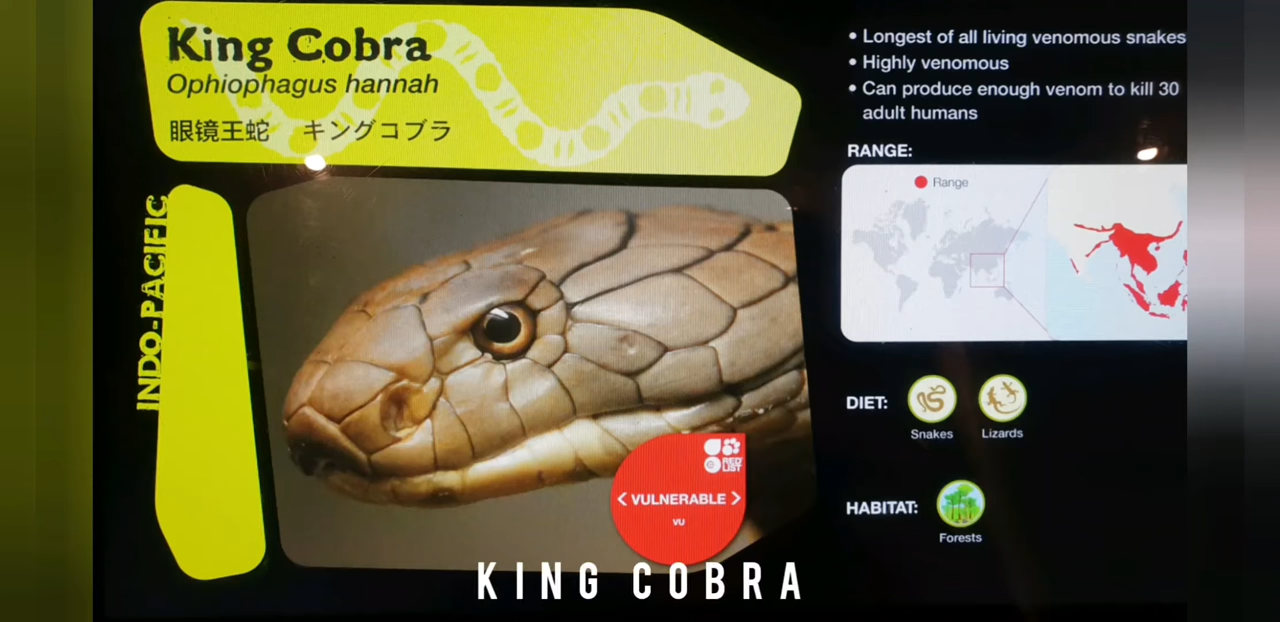 King Cobra
Ophiophagus hannah
眼镜王蛇 キングコブラ
INDO-PACIFIC
• Longest of all living venomous snakes
• Highly venomous
• Can produce enough venom to kill 30
adult humans
RANGE:
Range
DIET:
Snakes
Lizards
HABITAT:
Forests
RED
LIST
< VULNERABLE >
VU
KING COBRA